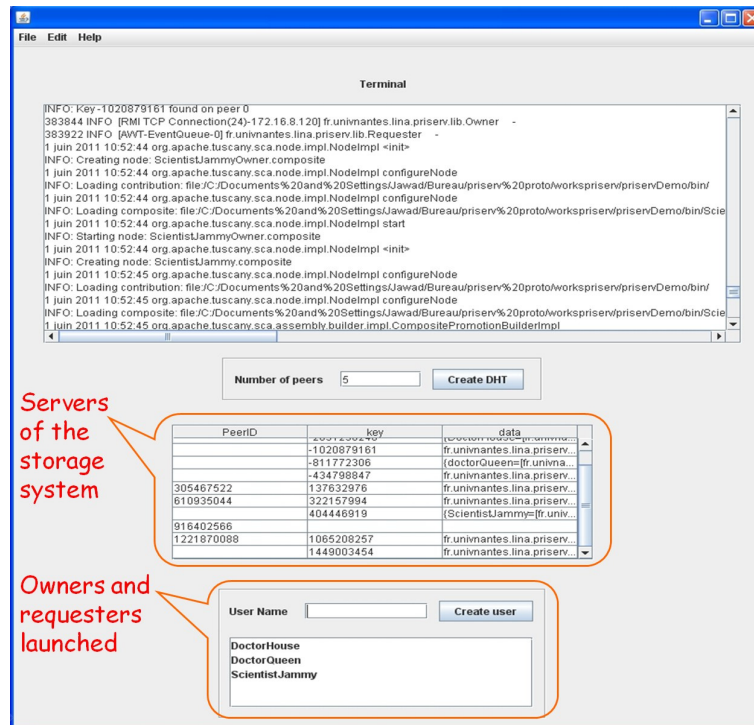 File Edit Help
Terminal
INFO: Key -1020879161 found on peer 0
383844 INFO [RMI TCP Connection(24)-172.16.8.120] fr.univnantes.lina.priserv.lib.Owner -
383922 INFO [AWT-EventQueue-0] fr.univnantes.lina.priserv.lib.Requester -
1 juin 2011 10:52:44 org.apache.tuscany.sca.node.impl.NodeImpl <init>
INFO: Creating node: ScientistJammyOwner.composite
1 juin 2011 10:52:44 org.apache.tuscany.sca.node.impl.NodeImpl configureNode
INFO: Loading contribution: file:/C:/Documents%20and%20Settings/Jawad/Bureau/priserv%20proto/workspriserv/priservDemo/bin/
1 juin 2011 10:52:44 org.apache.tuscany.sca.node.impl.NodeImpl configureNode
INFO: Loading composite: file:/C:/Documents%20and%20Settings/Jawad/Bureau/priserv%20proto/workspriserv/priservDemo/bin/Scie
1 juin 2011 10:52:44 org.apache.tuscany.sca.node.impl.NodeImpl start
INFO: Starting node: ScientistJammyOwner.composite
1 juin 2011 10:52:44 org.apache.tuscany.sca.node.impl.NodeImpl <init>
INFO: Creating node: ScientistJammy.composite
1 juin 2011 10:52:45 org.apache.tuscany.sca.node.impl.NodeImpl configureNode
INFO: Loading contribution: file:/C:/Documents%20and%20Settings/Jawad/Bureau/priserv%20proto/workspriserv/priservDemo/bin/
1 juin 2011 10:52:45 org.apache.tuscany.sca.node.impl.NodeImpl configureNode
INFO: Loading composite: file:/C:/Documents%20and%20Settings/Jawad/Bureau/priserv%20proto/workspriserv/priservDemo/bin/Scie
1 juin 2011 10:52:45 org.apache.tuscany.sca.assembly.builder.impl.CompositePromotionBuilderImpl
Number of peers 5 Create DHT
Servers
of the
storage
system
PeerID key data
-1020879161 fr.univnantes.lina.priserv...
-811772306 {doctorQueen=[fr.univna...
-434798847 fr.univnantes.lina.priserv...
305467522 137632976 fr.univnantes.lina.priserv...
610935044 322157994 fr.univnantes.lina.priserv...
404446919 {ScientistJammy=[fr.univ...
916402566
1221870088 1065208257 fr.univnantes.lina.priserv...
1449003454 fr.univnantes.lina.priserv...
Owners and
requesters
launched
User Name Create user
DoctorHouse
DoctorQueen
ScientistJammy